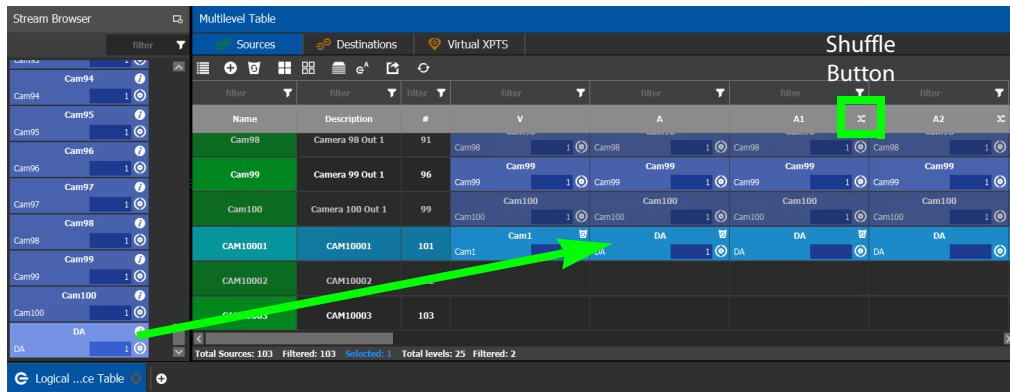 Stream Browser
Multilevel Table
filter
Sources
Destinations
Virtual XPTS
Shuffle
Button
filter filter filter filter filter filter
Name Description # V A A1 A2
Cam94
Cam94 1
Cam95
Cam95 1
Cam96
Cam96 1
Cam97
Cam97 1
Cam98
Cam98 1
Cam99
Cam99 1
Cam100
Cam100 1
DA
DA 1
Cam98 Camera 98 Out 1 91
Cam98 1 Cam98 1 Cam98 1 Cam98 1
Cam99 Camera 99 Out 1 96 Cam99 Cam99 Cam99 Cam99
Cam99 1 Cam99 1 Cam99 1 Cam99 1
Cam100 Camera 100 Out 1 99 Cam100 Cam100 Cam100 Cam100
Cam100 1 Cam100 1 Cam100 1 Cam100 1
CAM10001 CAM10001 101 Cam1 DA DA DA
Cam1 DA 1 DA DA
CAM10002 CAM10002
CAM10003 103
Total Sources: 103 Filtered: 103 Selected: 1 Total levels: 25 Filtered: 2
Logical ...ce Table